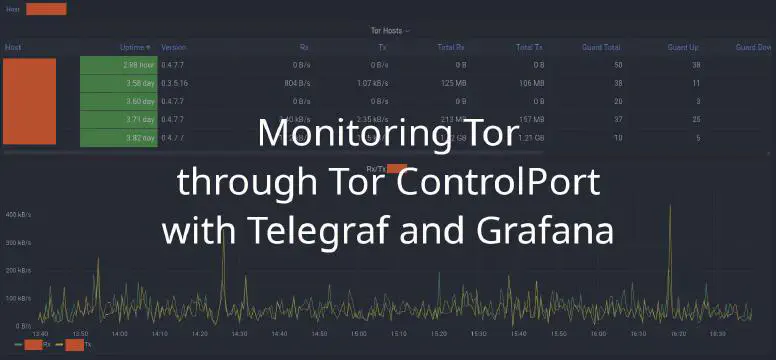 Host
Tor Hosts
Host Uptime Version Rx Tx Total Rx Total Tx Guard Total Guard Up Guard Dow
2.88 hour 0.4.7.7 0 B/s 0 B/s 0 B 0 B 50 38
3.58 day 0.3.5.16 804 B/s 1.07 kB/s 125 MB 106 MB 38 11
3.60 day 0.4.7.7 0 B/s 0 B/s 0 B 0 B 20 3
3.71 day 0.4.7.7 2.35 kB/s 213 MB 157 MB 37 25
3.82 day 0.4.7.7 1.21 GB 10 5
Monitoring Tor
through Tor ControlPort
with Telegraf and Grafana
Rx/Tx
400 kB/s
300 kB/s
200 kB/s
100 kB/s
0 B/s
13:40 13:50 14:00 14:10 14:20 14:30 14:40 14:50 15:00 15:10 15:20 15:30 15:40 15:50 16:00 16:10 16:20 16:30
Rx Tx